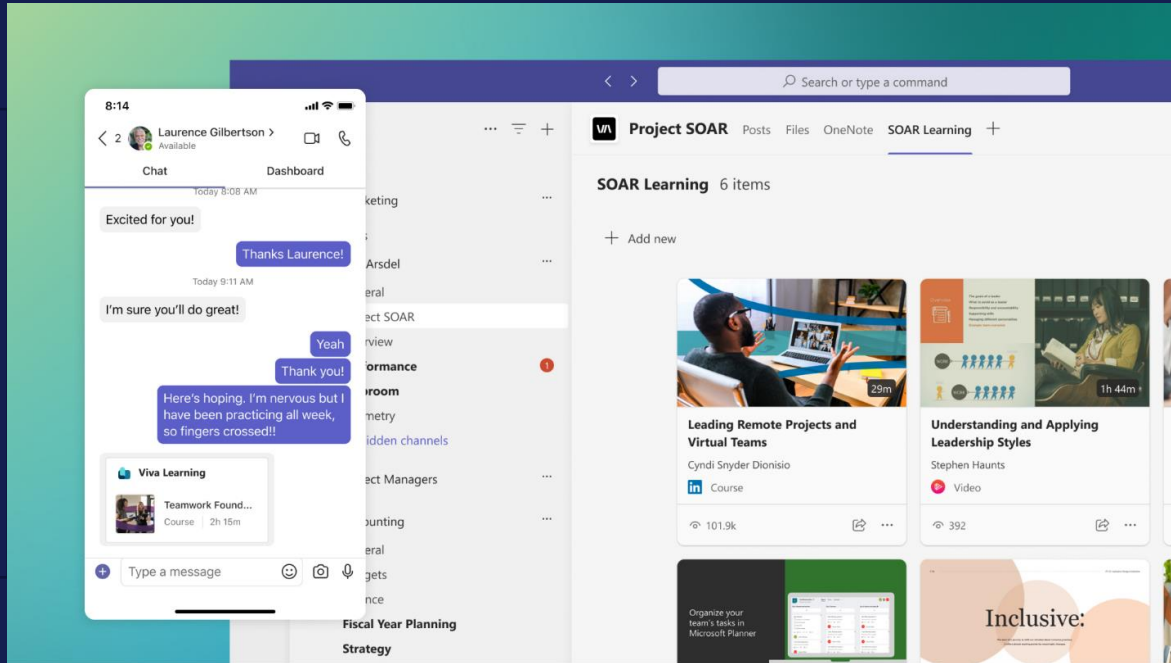 8:14
2
Laurence Gilbertson >
Available
Chat
Dashboard
Today 8:08 AM
Excited for you!
Thanks Laurence!
Today 9:11 AM
I'm sure you'll do great!
Yeah
Thank you!
Here's hoping. I'm nervous but I
have been practicing all week,
so fingers crossed!!
Viva Learning
Teamwork Found...
Course | 2h 15m
Type a message
keting
Arsdel
eral
ect SOAR
rview
formance
1
room
metry
idden channels
ect Managers
ounting
eral
gets
nce
Fiscal Year Planning
Strategy
Search or type a command
VA Project SOAR Posts Files OneNote SOAR Learning
SOAR Learning 6 items
Add new
29m
Leading Remote Projects and
Virtual Teams
Cyndi Snyder Dionisio
in Course
101.9k
1h 44m
Understanding and Applying
Leadership Styles
Stephen Haunts
Video
392
Organize your
team's tasks in
Microsoft Planner
Inclusive: